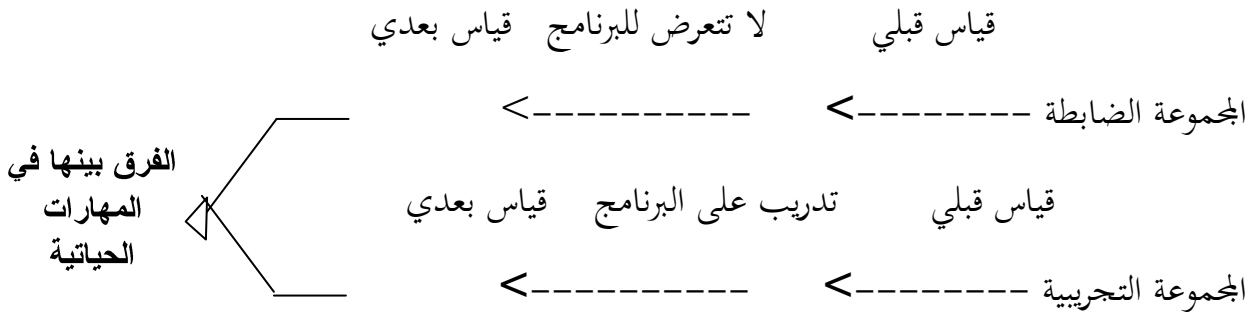 قياس قبلي لا تتعرض للبرنامج قياس بعدي
المجموعة الضابطة --------> ---------->
الفرق بينها في
المهارات
الحياتية
قياس قبلي تدريب على البرنامج قياس بعدي
المجموعة التجريبية --------> ---------->